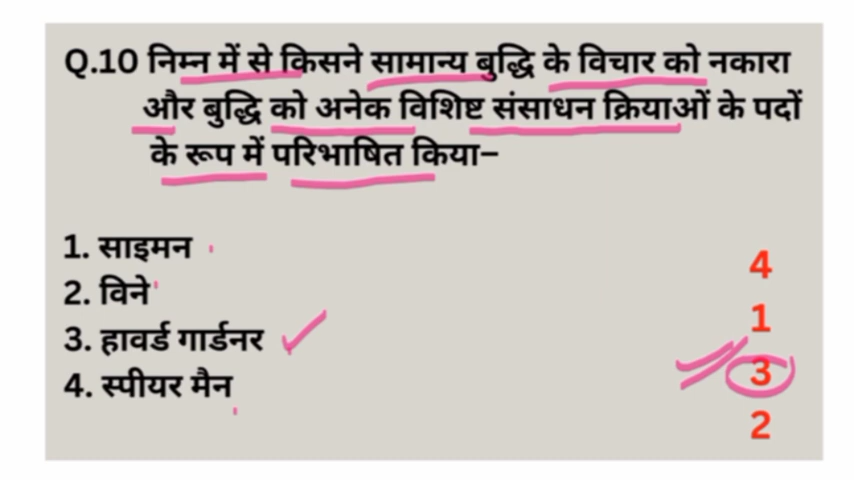 Q.10 निम्न में से किसने सामान्य बुद्धि के विचार को नकारा
और बुद्धि को अनेक विशिष्ट संसाधन क्रियाओं के पदों
के रूप में परिभाषित किया–
1. साइमन
2. विने
3. हावर्ड गार्डनर
4. स्पीयर मैन
4
1
3
2